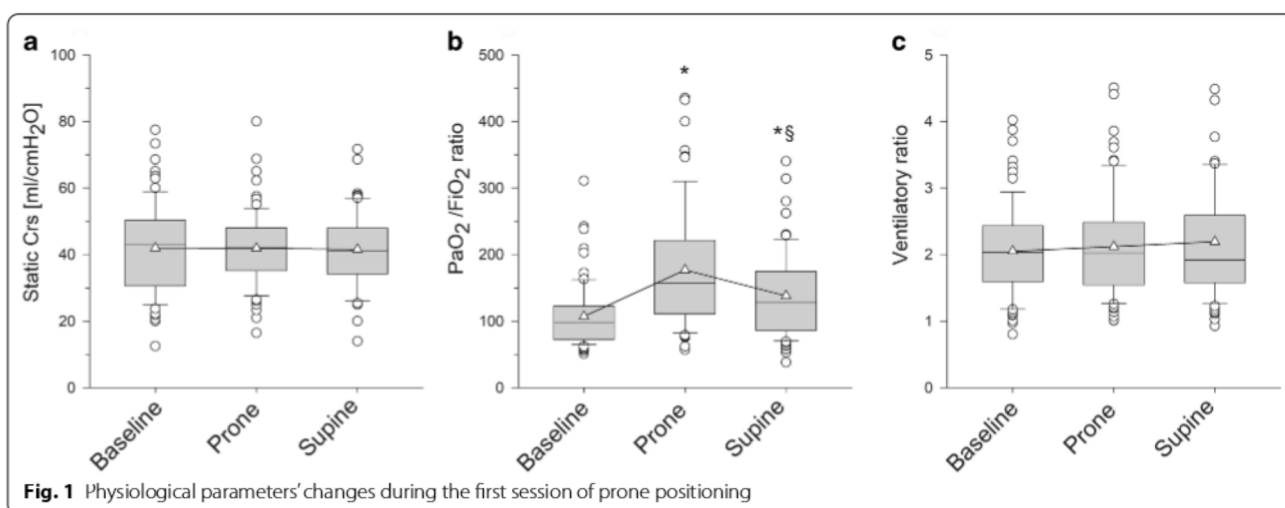 a
Static Crs [ml/cmH2O]
100
80
60
40
20
0
Baseline
Prone
Supine
b
PaO2 /FiO2 ratio
500
400
300
200
100
0
*
*§
Baseline
Prone
Supine
c
Ventilatory ratio
5
4
3
2
1
0
Baseline
Prone
Supine
Fig. 1 Physiological parameters’ changes during the first session of prone positioning